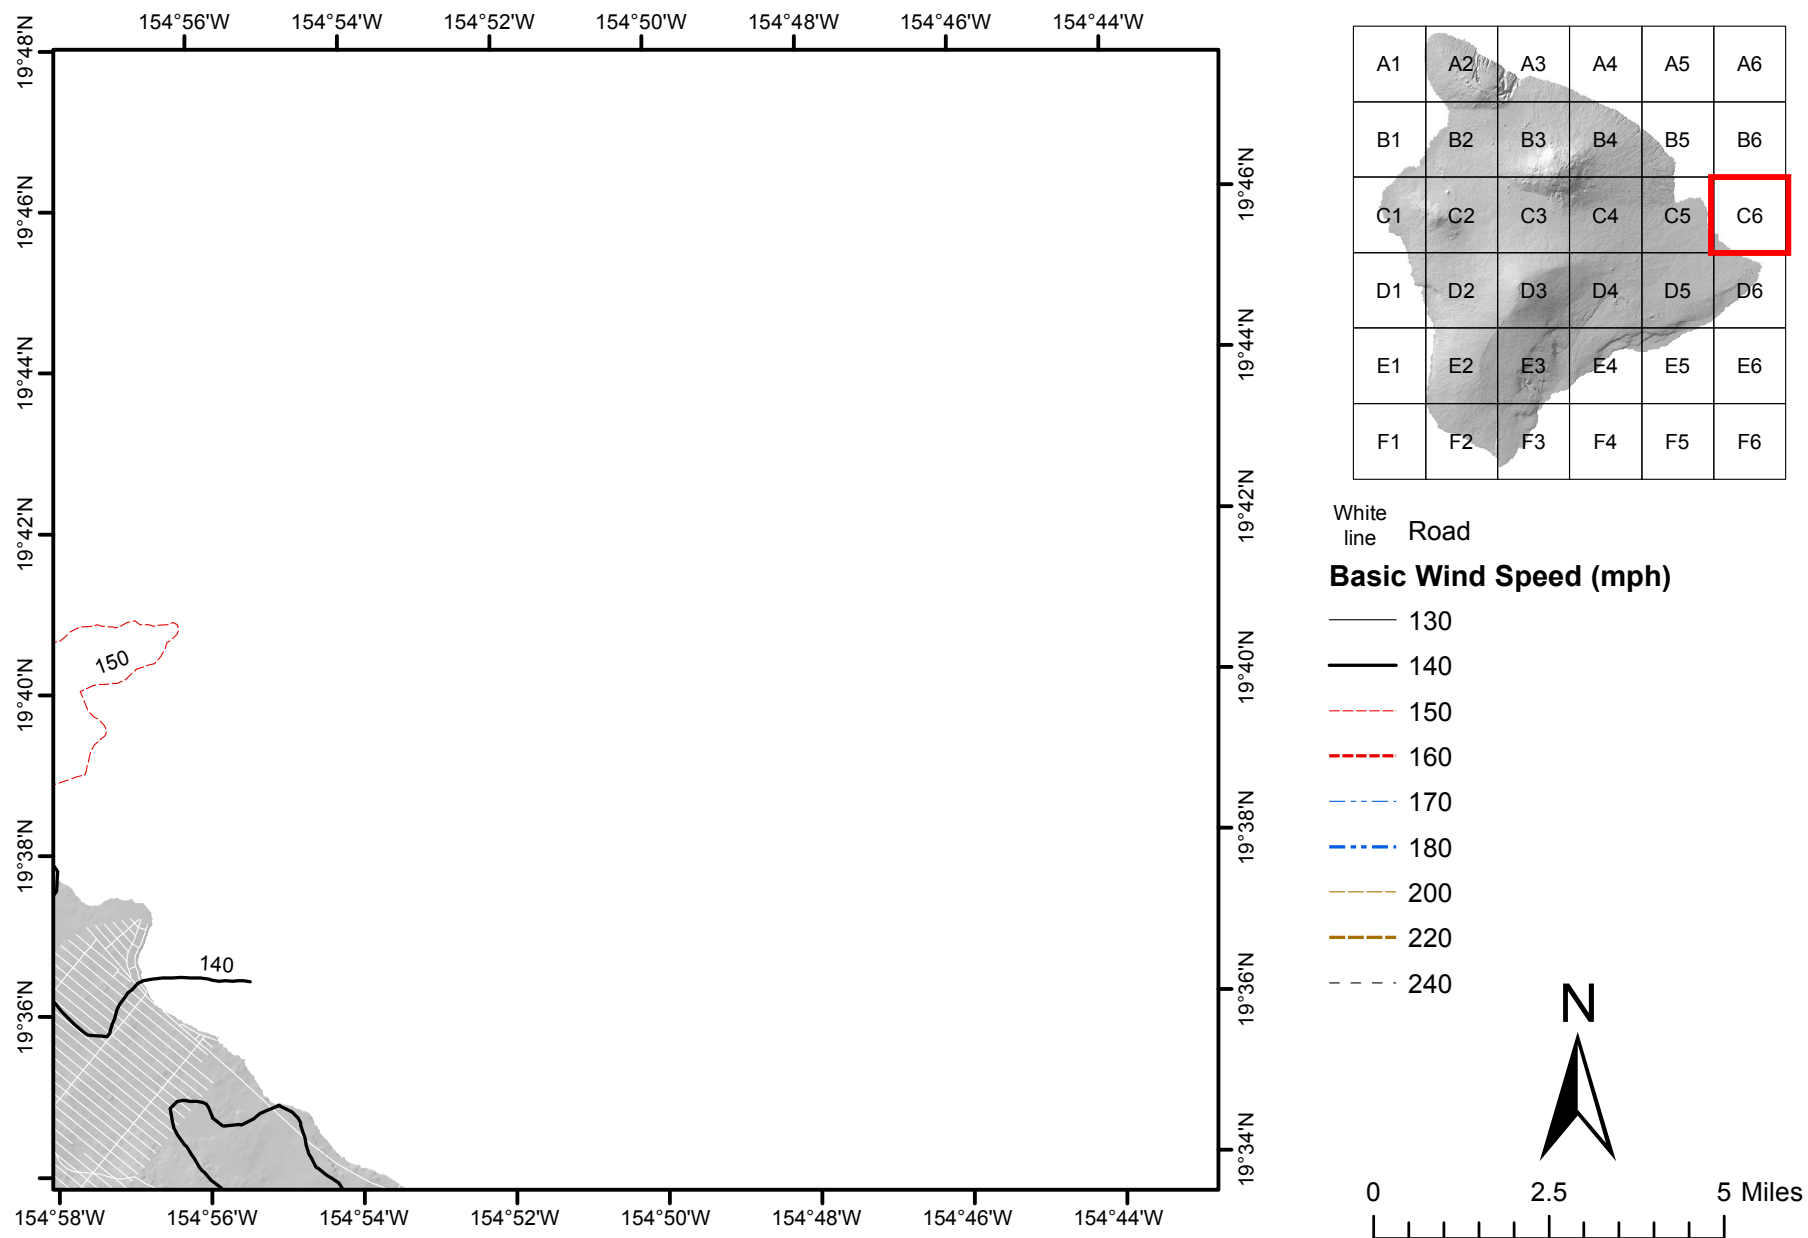 154°56'W 154°54'W 154°52'W 154°50'W 154°48'W 154°46'W 154°44'W
19°48'N
19°46'N
19°44'N
19°42'N
19°40'N
19°38'N
19°36'N
150
140
19°46'N
19°44'N
19°42'N
19°40'N
19°38'N
19°36'N
19°34'N
154°58'W 154°56'W 154°54'W 154°52'W 154°50'W 154°48'W 154°46'W 154°44'W
A1 A2 A3 A4 A5 A6
B1 B2 B3 B4 B5 B6
C1 C2 C3 C4 C5 C6
D1 D2 D3 D4 D5 D6
E1 E2 E3 E4 E5 E6
F1 F2 F3 F4 F5 F6
White
line Road
Basic Wind Speed (mph)
130
140
150
160
170
180
200
220
240
N
0 2.5 5 Miles